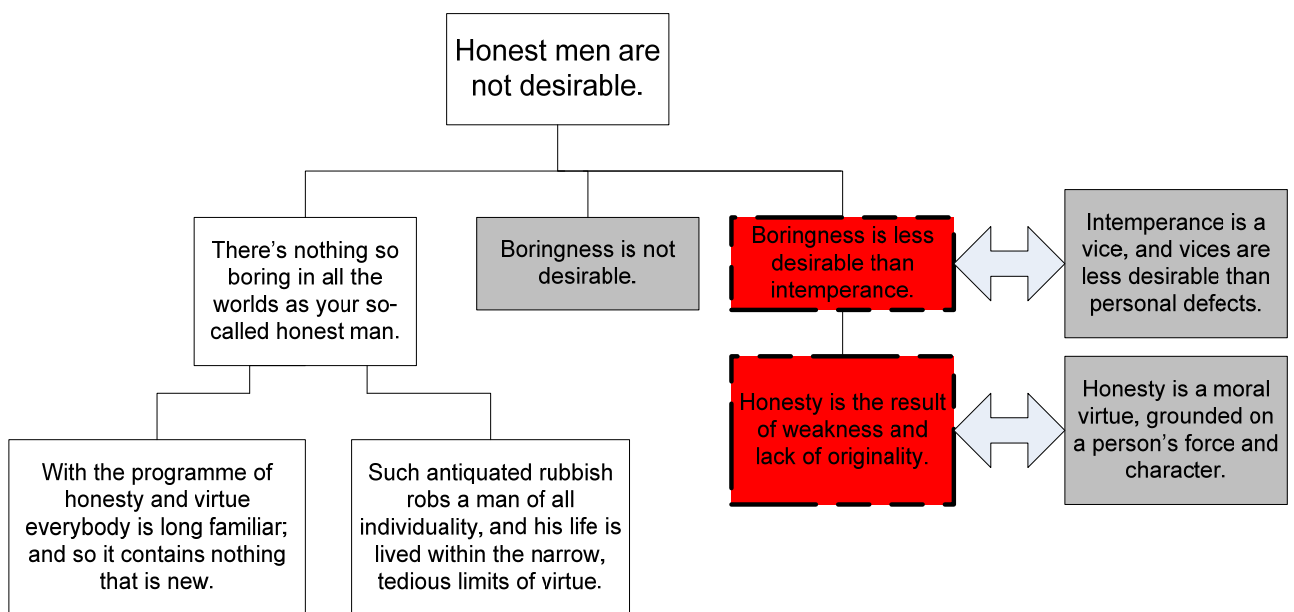 Honest men are
not desirable.
There's nothing so
boring in all the
worlds as your so-
called honest man.
Boringness is not
desirable.
Boringness is less
desirable than
intemperance.
Intemperance is a
vice, and vices are
less desirable than
personal defects.
Honesty is the result
of weakness and
lack of originality.
Honesty is a moral
virtue, grounded on
a person's force and
character.
With the programme of
honesty and virtue
everybody is long familiar;
and so it contains nothing
that is new.
Such antiquated rubbish
robs a man of all
individuality, and his life is
lived within the narrow,
tedious limits of virtue.